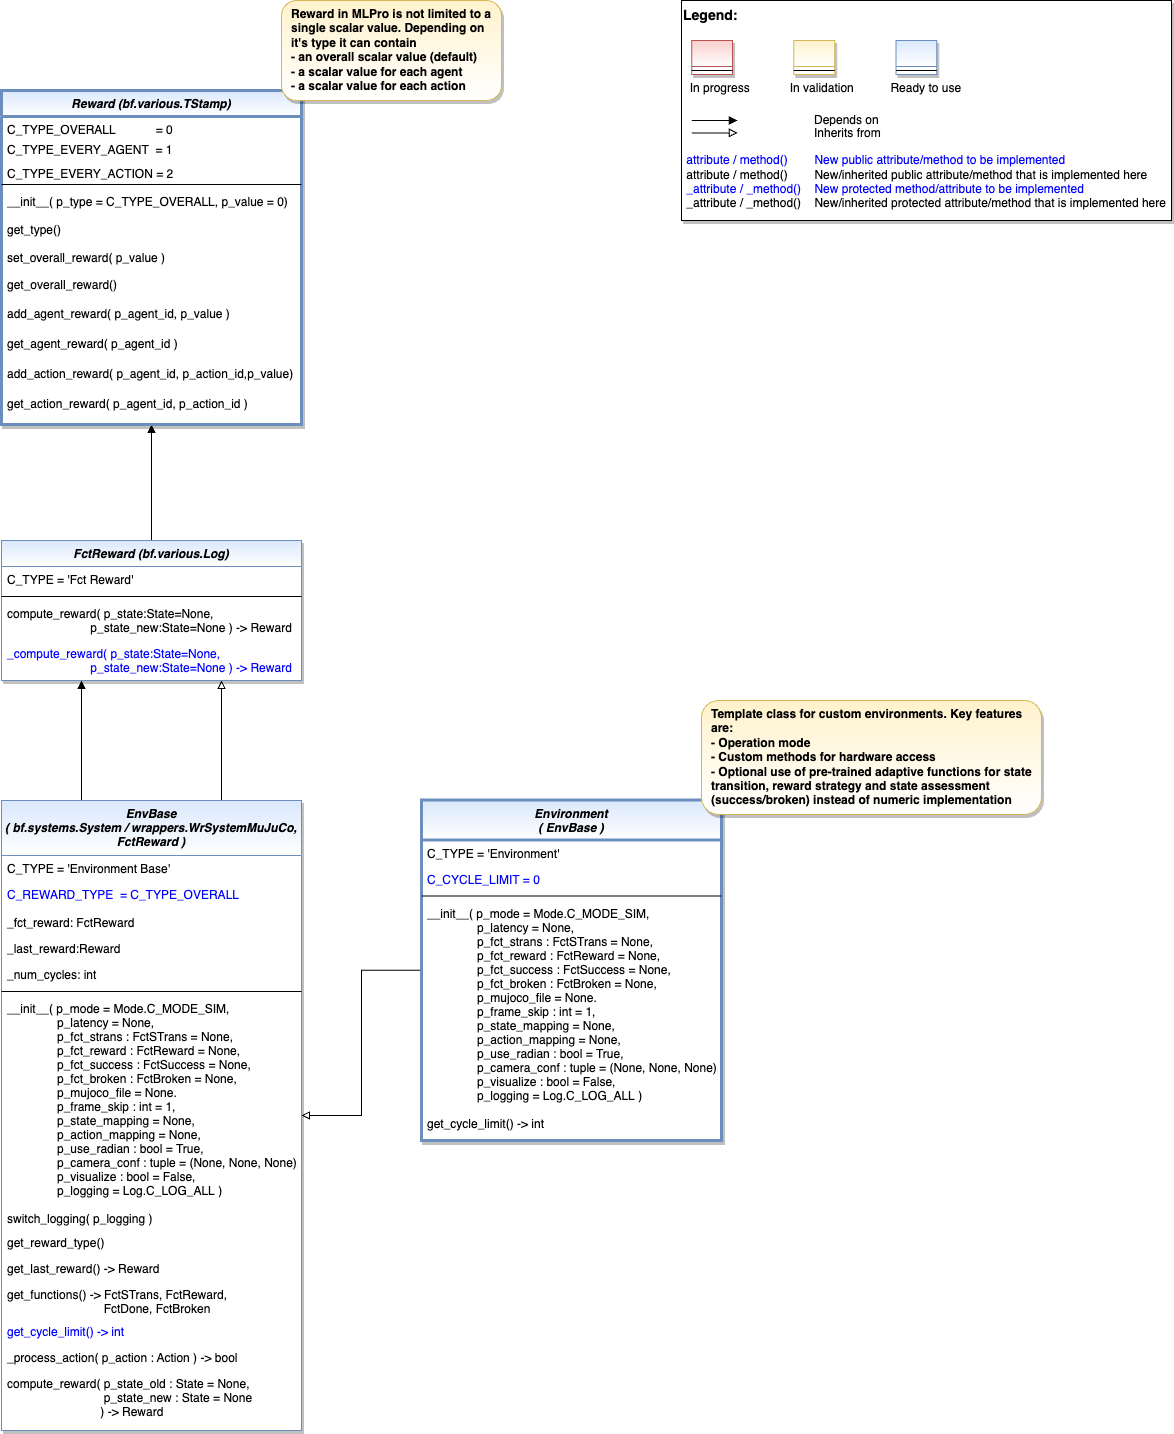 Reward in MLPro is not limited to a
single scalar value. Depending on
it's type it can contain
- an overall scalar value (default)
- a scalar value for each agent
- a scalar value for each action
Legend:
In progress
In validation
Ready to use
Depends on
Inherits from
attribute / method() New public attribute/method to be implemented
attribute / method() New/inherited public attribute/method that is implemented here
_attribute / _method() New protected method/attribute to be implemented
_attribute / _method() New/inherited protected attribute/method that is implemented here
Reward (bf.various.TStamp)
C_TYPE_OVERALL = 0
C_TYPE_EVERY_AGENT = 1
C_TYPE_EVERY_ACTION = 2
__init__( p_type = C_TYPE_OVERALL, p_value = 0)
get_type()
set_overall_reward( p_value )
get_overall_reward()
add_agent_reward( p_agent_id, p_value )
get_agent_reward( p_agent_id )
add_action_reward( p_agent_id, p_action_id,p_value)
get_action_reward( p_agent_id, p_action_id )
FctReward (bf.various.Log)
C_TYPE = 'Fct Reward'
compute_reward( p_state:State=None,
p_state_new:State=None ) -> Reward
_compute_reward( p_state:State=None,
p_state_new:State=None ) -> Reward
EnvBase
( bf.systems.System / wrappers.WrSystemMuJuCo,
FctReward )
C_TYPE = 'Environment Base'
C_REWARD_TYPE = C_TYPE_OVERALL
_fct_reward: FctReward
_last_reward:Reward
_num_cycles: int
__init__( p_mode = Mode.C_MODE_SIM,
p_latency = None,
p_fct_strans : FctSTrans = None,
p_fct_reward : FctReward = None,
p_fct_success : FctSuccess = None,
p_fct_broken : FctBroken = None,
p_mujoco_file = None.
p_frame_skip : int = 1,
p_state_mapping = None,
p_action_mapping = None,
p_use_radian : bool = True,
p_camera_conf : tuple = (None, None, None)
p_visualize : bool = False,
p_logging = Log.C_LOG_ALL )
switch_logging( p_logging )
get_reward_type()
get_last_reward() -> Reward
get_functions() -> FctSTrans, FctReward,
FctDone, FctBroken
get_cycle_limit() -> int
_process_action( p_action : Action ) -> bool
compute_reward( p_state_old : State = None,
p_state_new : State = None
) -> Reward
Template class for custom environments. Key features
are:
- Operation mode
- Custom methods for hardware access
- Optional use of pre-trained adaptive functions for state
transition, reward strategy and state assessment
(success/broken) instead of numeric implementation
Environment
( EnvBase )
C_TYPE = 'Environment'
C_CYCLE_LIMIT = 0
__init__( p_mode = Mode.C_MODE_SIM,
p_latency = None,
p_fct_strans : FctSTrans = None,
p_fct_reward : FctReward = None,
p_fct_success : FctSuccess = None,
p_fct_broken : FctBroken = None,
p_mujoco_file = None.
p_frame_skip : int = 1,
p_state_mapping = None,
p_action_mapping = None,
p_use_radian : bool = True,
p_camera_conf : tuple = (None, None, None)
p_visualize : bool = False,
p_logging = Log.C_LOG_ALL )
get_cycle_limit() -> int